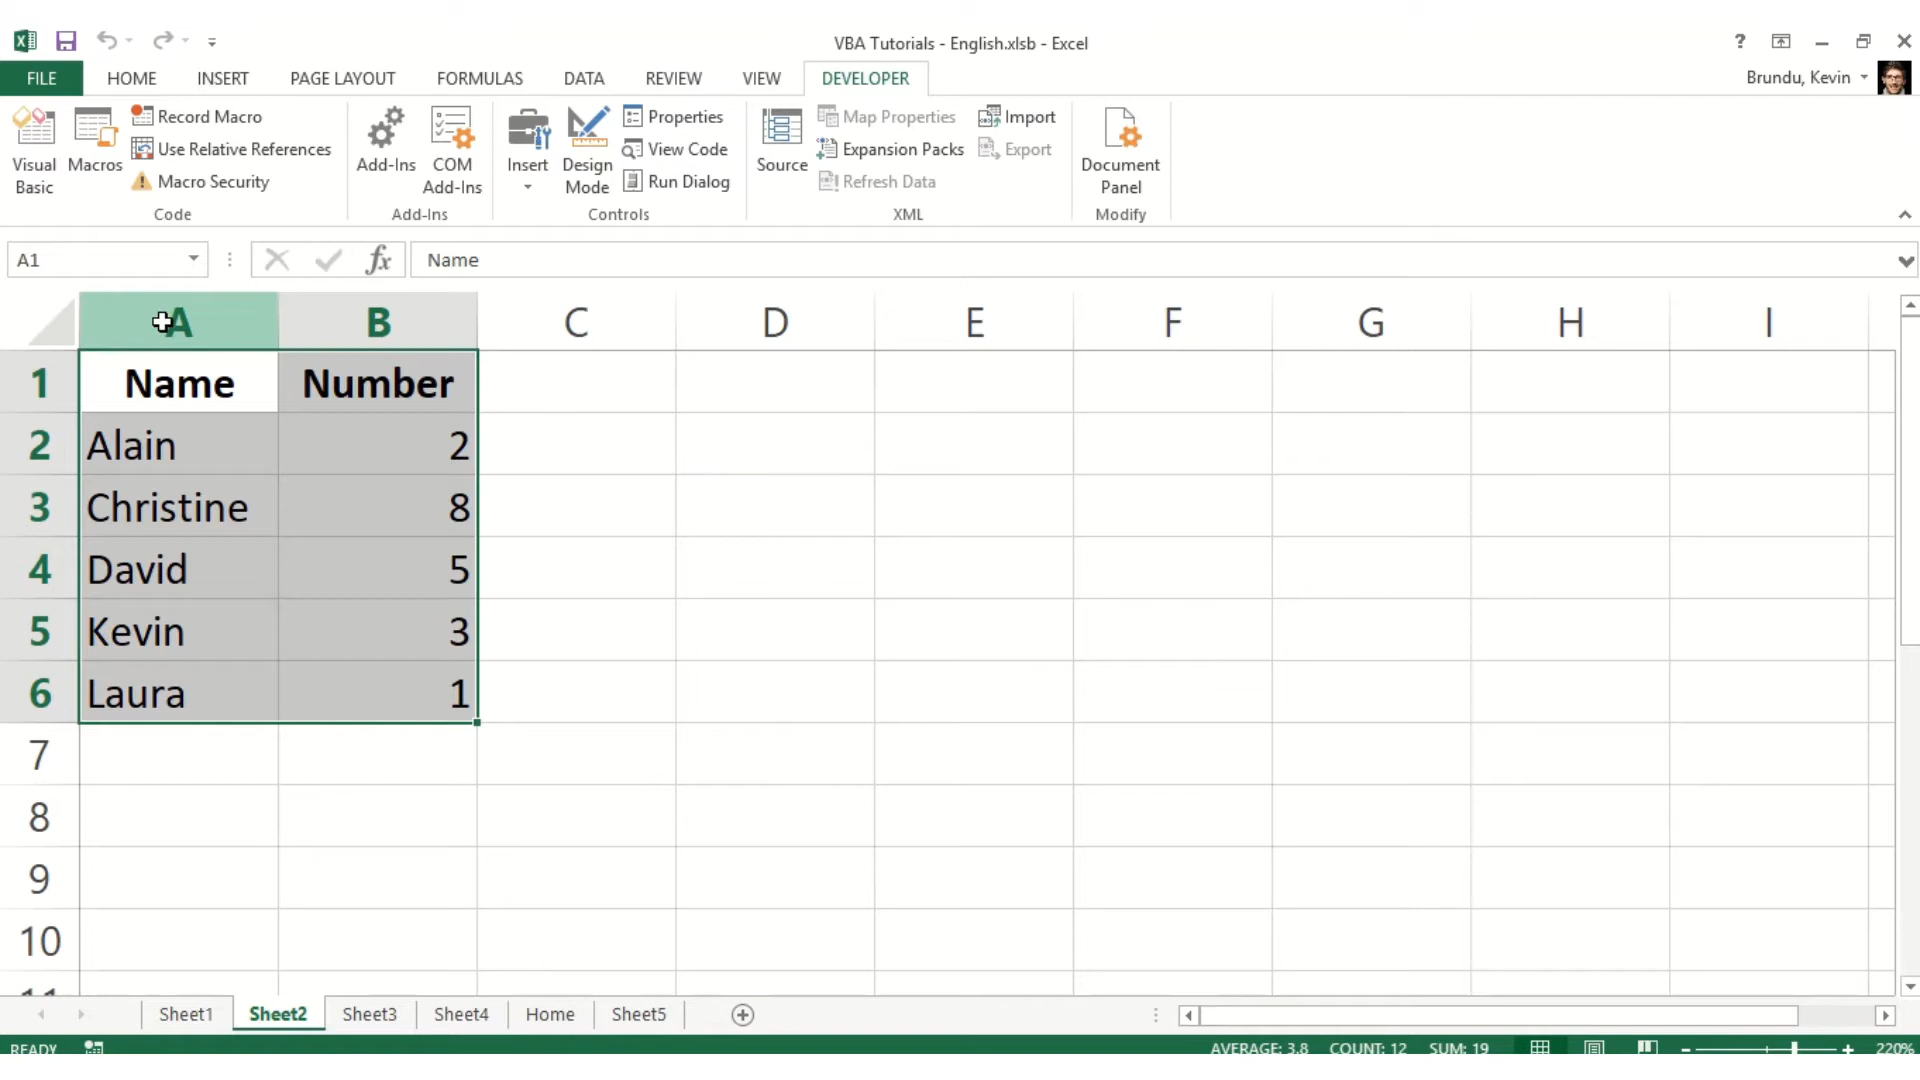 VBA Tutorials - English.xlsb - Excel
?
FILE HOME INSERT PAGE LAYOUT FORMULAS DATA REVIEW VIEW DEVELOPER Brundu, Kevin
Visual Basic
Macros
Record Macro
Use Relative References
Macro Security
Code
Add-Ins
COM Add-Ins
Add-Ins
Insert
Design Mode
Properties
View Code
Run Dialog
Controls
Source
Map Properties
Expansion Packs
Refresh Data
Import
Export
XML
Document Panel
Modify
A1 fx Name
A B C D E F G H I
1 Name Number
2 Alain 2
3 Christine 8
4 David 5
5 Kevin 3
6 Laura 1
7
8
9
10
11
Sheet1 Sheet2 Sheet3 Sheet4 Home Sheet5
READY AVERAGE: 3.8 COUNT: 12 SUM: 19 220%